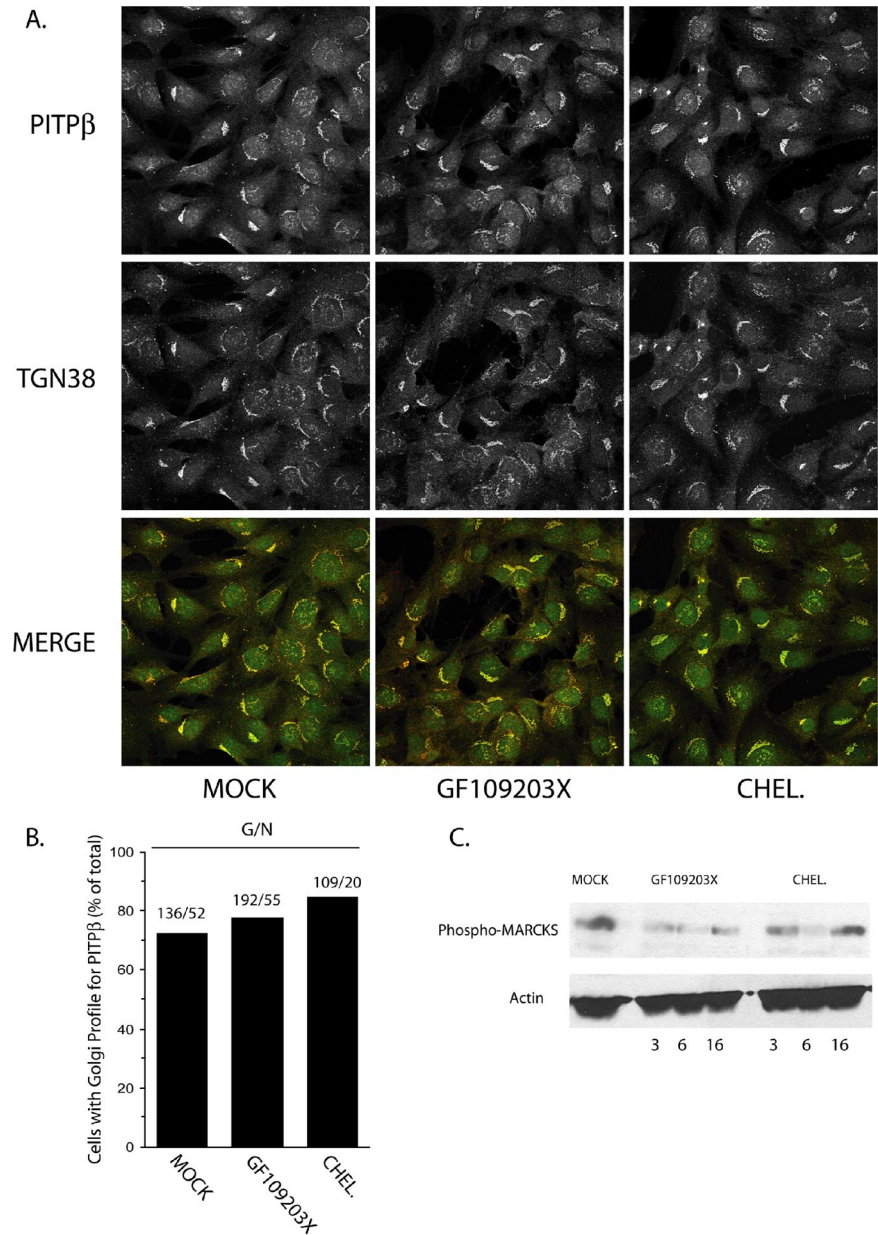 A.
PITPβ
TGN38
MERGE
MOCK GF109203X CHEL.
B.
G/N
Cells with Golgi Profile for PITPβ (% of total)
100
80
60
40
20
0
136/52
192/55
109/20
MOCK
GF109203X
CHEL.
C.
MOCK GF109203X CHEL.
Phospho-MARCKS
Actin
3 6 16 3 6 16